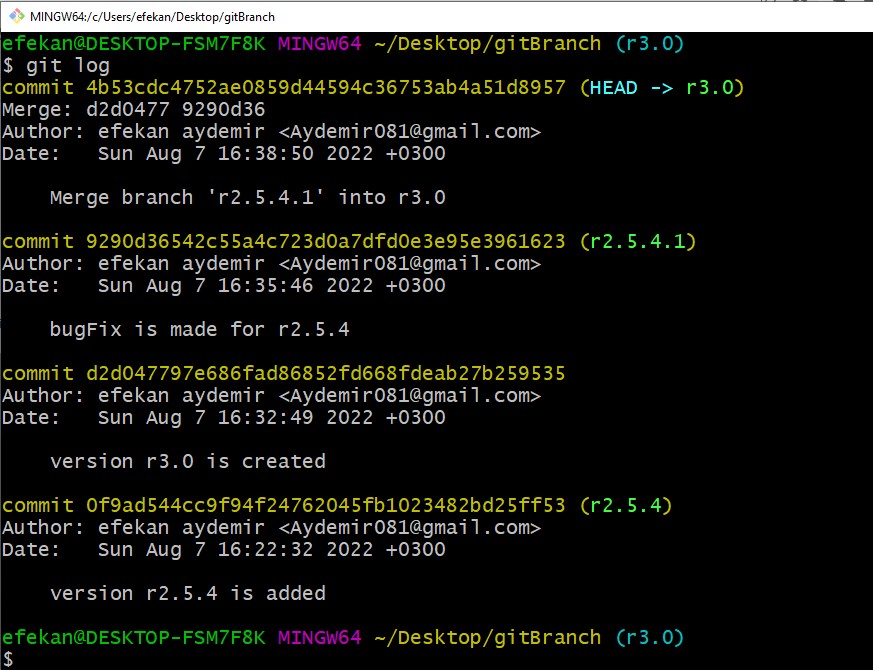 MINGW64:/c/Users/efekan/Desktop/gitBranch
efekan@DESKTOP-FSM7F8K MINGW64 ~/Desktop/gitBranch (r3.0)
$ git log
commit 4b53cdc4752ae0859d44594c36753ab4a51d8957 (HEAD -> r3.0)
Merge: d2d0477 9290d36
Author: efekan aydemir <Aydemir081@gmail.com>
Date:   Sun Aug 7 16:38:50 2022 +0300
    Merge branch 'r2.5.4.1' into r3.0
commit 9290d36542c55a4c723d0a7dfd0e3e95e3961623 (r2.5.4.1)
Author: efekan aydemir <Aydemir081@gmail.com>
Date:   Sun Aug 7 16:35:46 2022 +0300
    bugFix is made for r2.5.4
commit d2d047797e686fad86852fd668fdeab27b259535
Author: efekan aydemir <Aydemir081@gmail.com>
Date:   Sun Aug 7 16:32:49 2022 +0300
    version r3.0 is created
commit 0f9ad544cc9f94f24762045fb1023482bd25ff53 (r2.5.4)
Author: efekan aydemir <Aydemir081@gmail.com>
Date:   Sun Aug 7 16:22:32 2022 +0300
    version r2.5.4 is added
efekan@DESKTOP-FSM7F8K MINGW64 ~/Desktop/gitBranch (r3.0)
$